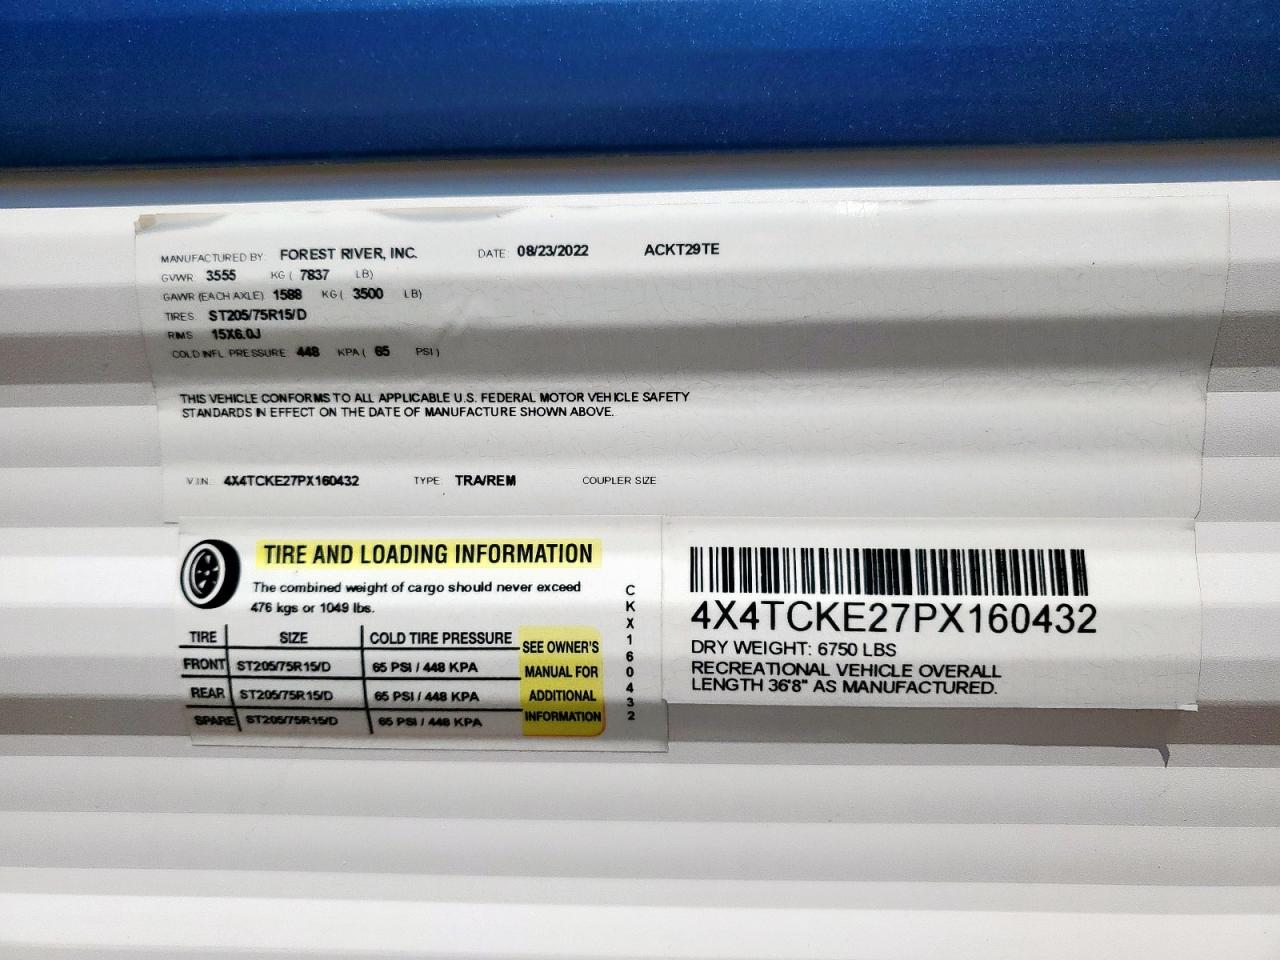 MANUFACTURED BY: FOREST RIVER, INC. DATE: 08/23/2022 ACKT29TE
GVWR 3555 KG ( 7837 LB)
GAWR (EACH AXLE) 1588 KG ( 3500 LB)
TIRES ST205/75R15/D
RIMS 15X6.0J
COLD INFL PRESSURE 448 KPA ( 65 PSI )
THIS VEHICLE CONFORMS TO ALL APPLICABLE U.S. FEDERAL MOTOR VEHICLE SAFETY
STANDARDS IN EFFECT ON THE DATE OF MANUFACTURE SHOWN ABOVE.
V.I.N. 4X4TCKE27PX160432 TYPE TRA/REM COUPLER SIZE
TIRE AND LOADING INFORMATION
The combined weight of cargo should never exceed
476 kgs or 1049 lbs.
TIRE SIZE COLD TIRE PRESSURE
FRONT ST205/75R15/D 65 PSI / 448 KPA
REAR ST205/75R15/D 65 PSI / 448 KPA
SPARE ST205/75R15/D 65 PSI / 448 KPA
SEE OWNER'S
MANUAL FOR
ADDITIONAL
INFORMATION
CKX160432
4X4TCKE27PX160432
DRY WEIGHT: 6750 LBS
RECREATIONAL VEHICLE OVERALL
LENGTH 36'8" AS MANUFACTURED.